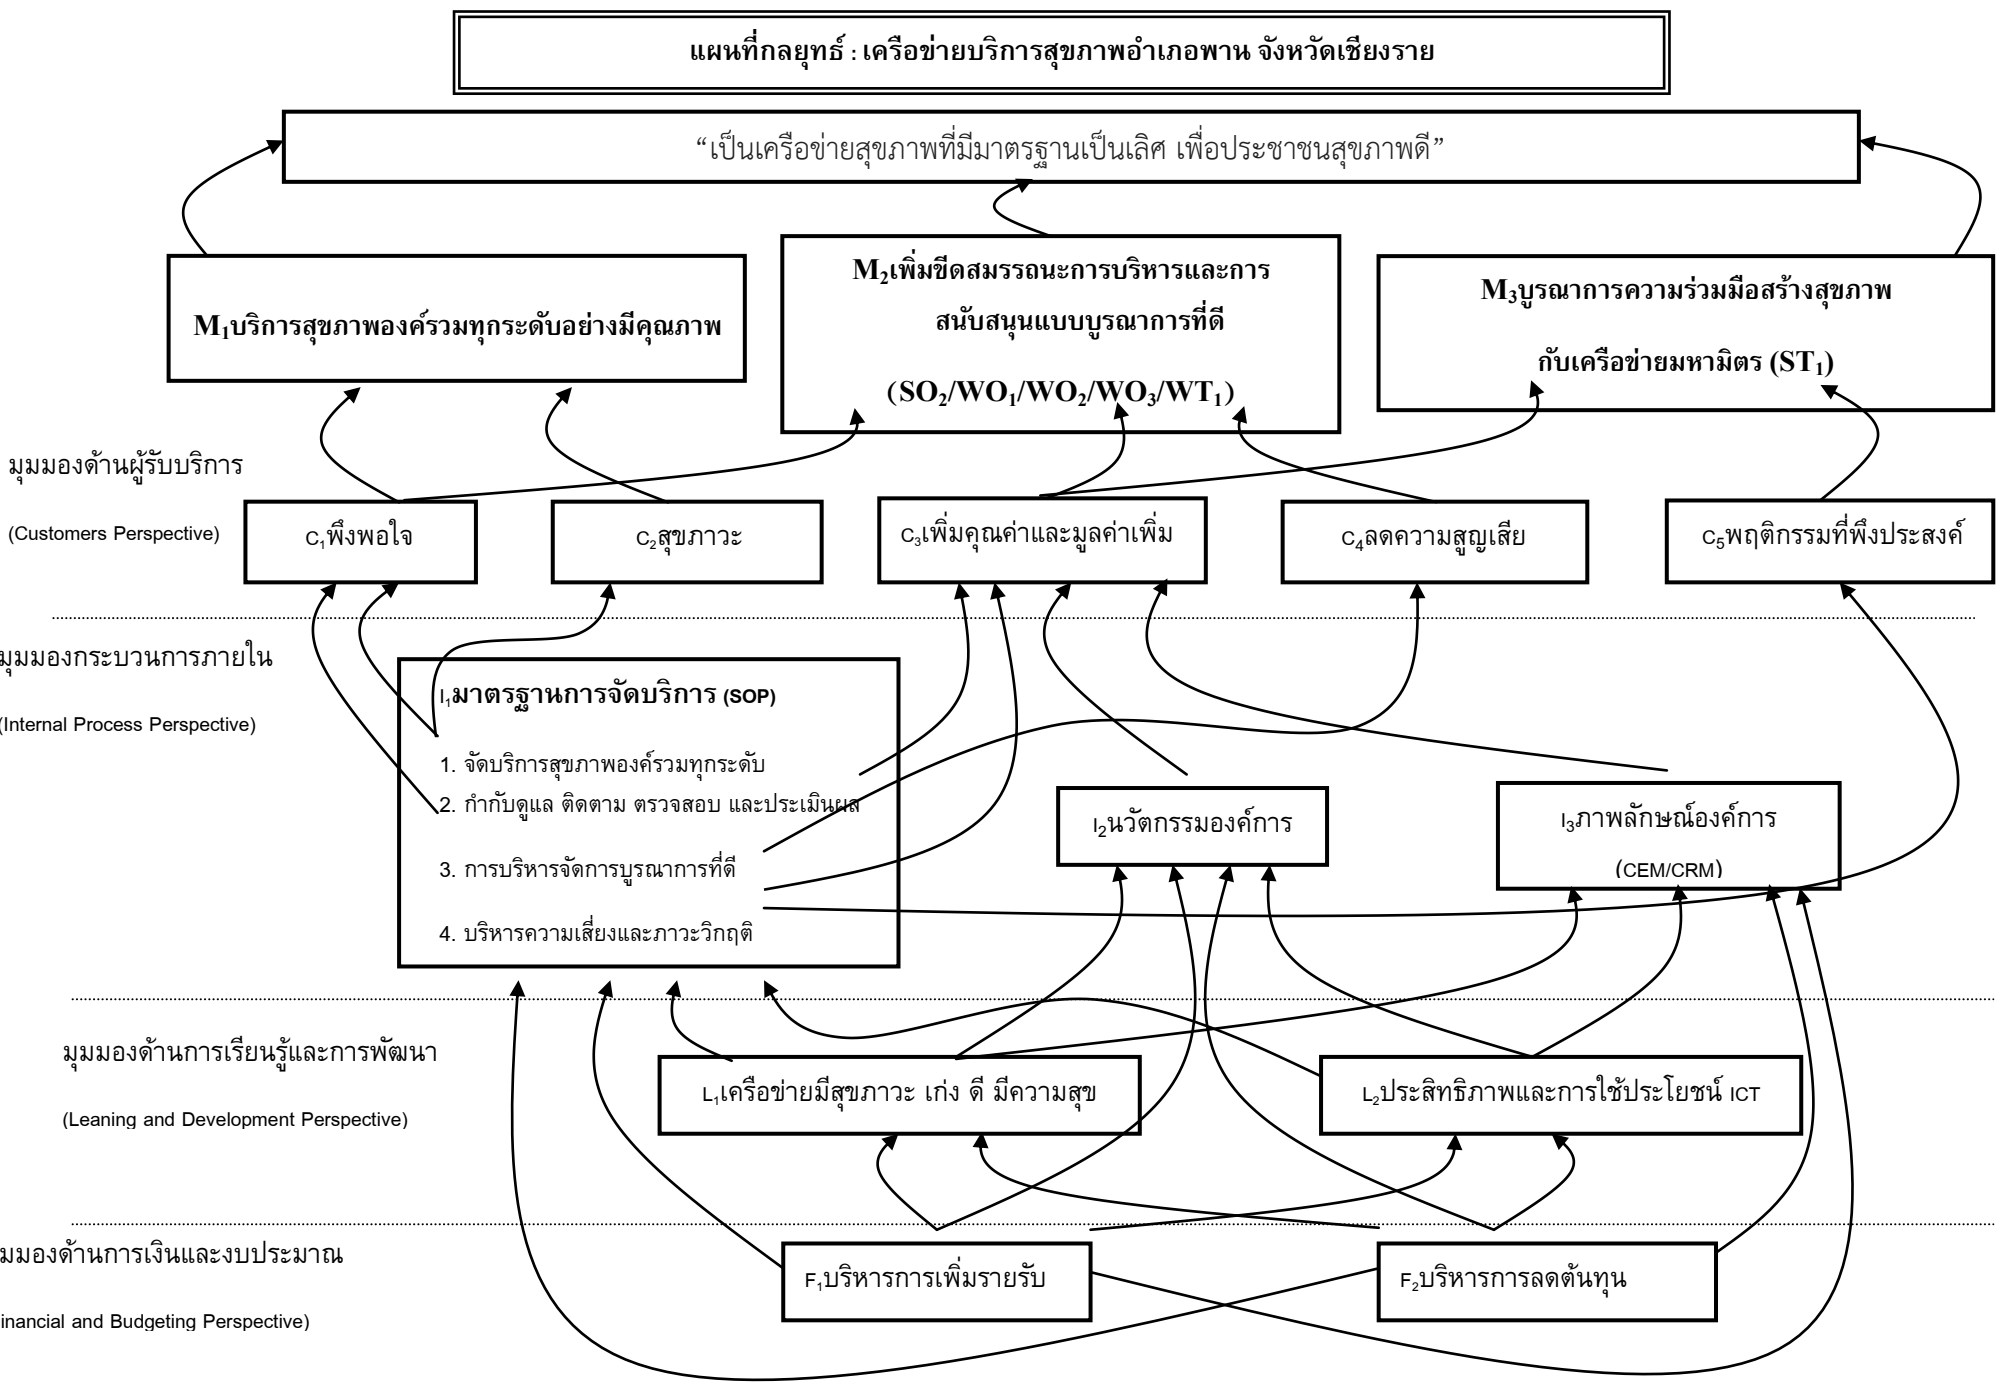 แผนที่กลยุทธ์ : เครือข่ายบริการสุขภาพอำเภอพาน จังหวัดเชียงราย
“เป็นเครือข่ายสุขภาพที่มีมาตรฐานเป็นเลิศ เพื่อประชาชนสุขภาพดี”
M₁บริการสุขภาพองค์รวมทุกระดับอย่างมีคุณภาพ
M₂เพิ่มขีดสมรรถนะการบริหารและการ
สนับสนุนแบบบูรณาการที่ดี
(SO₂/WO₁/WO₂/WO₃/WT₁)
M₃บูรณาการความร่วมมือสร้างสุขภาพ
กับเครือข่ายมหามิตร (ST₁)
มุมมองด้านผู้รับบริการ
(Customers Perspective)
C₁พึงพอใจ
C₂สุขภาวะ
C₃เพิ่มคุณค่าและมูลค่าเพิ่ม
C₄ลดความสูญเสีย
C₅พฤติกรรมที่พึงประสงค์
มุมมองกระบวนการภายใน
(Internal Process Perspective)
I₁มาตรฐานการจัดบริการ (SOP)
1. จัดบริการสุขภาพองค์รวมทุกระดับ
2. กำกับดูแล ติดตาม ตรวจสอบ และประเมินผล
3. การบริหารจัดการบูรณาการที่ดี
4. บริหารความเสี่ยงและภาวะวิกฤติ
I₂นวัตกรรมองค์การ
I₃ภาพลักษณ์องค์การ
(CEM/CRM)
มุมมองด้านการเรียนรู้และการพัฒนา
(Leaning and Development Perspective)
L₁เครือข่ายมีสุขภาวะ เก่ง ดี มีความสุข
L₂ประสิทธิภาพและการใช้ประโยชน์ ICT
มมองด้านการเงินและงบประมาณ
inancial and Budgeting Perspective)
F₁บริหารการเพิ่มรายรับ
F₂บริหารการลดต้นทุน